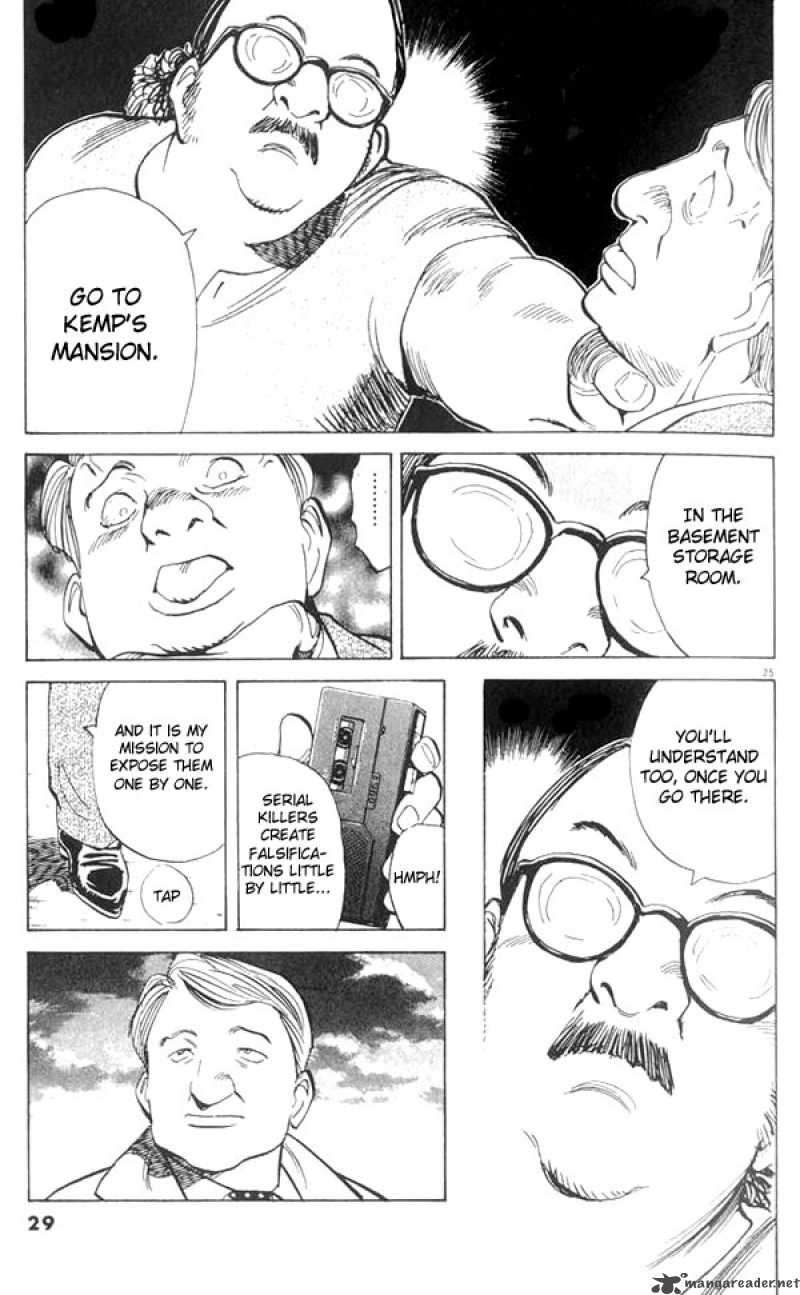 GO TO
KEMP'S
MANSION.
IN THE
BASEMENT
STORAGE
ROOM.
..........
25
YOU'LL
UNDERSTAND
TOO, ONCE YOU
GO THERE.
HMPH!
SERIAL
KILLERS
CREATE
FALSIFICA-
TIONS LITTLE
BY LITTLE...
AND IT IS MY
MISSION TO
EXPOSE THEM
ONE BY ONE.
TAP
29
mangareader.net